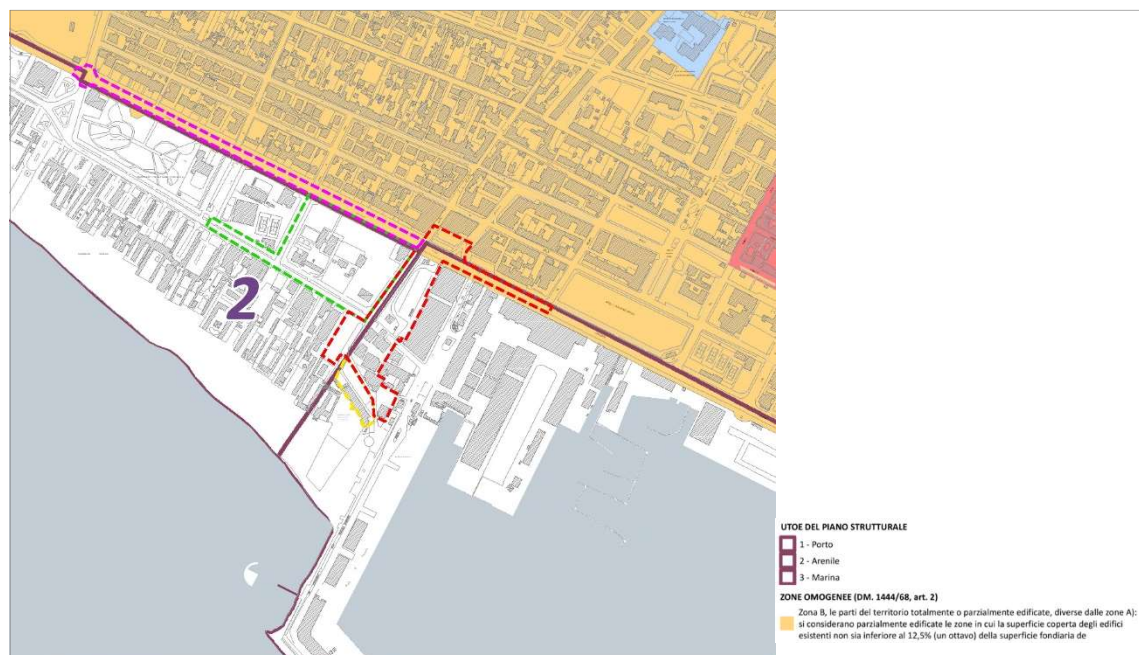 2
UTOE DEL PIANO STRUTTURALE
1 - Porto
2 - Arenile
3 - Marina
ZONE OMOGENEE (DM. 1444/68, art. 2)
Zona B, le parti del territorio totalmente o parzialmente edificate, diverse dalle zone A):
si considerano parzialmente edificate le zone in cui la superficie coperta degli edifici
esistenti non sia inferiore al 12,5% (un ottavo) della superficie fondiaria de